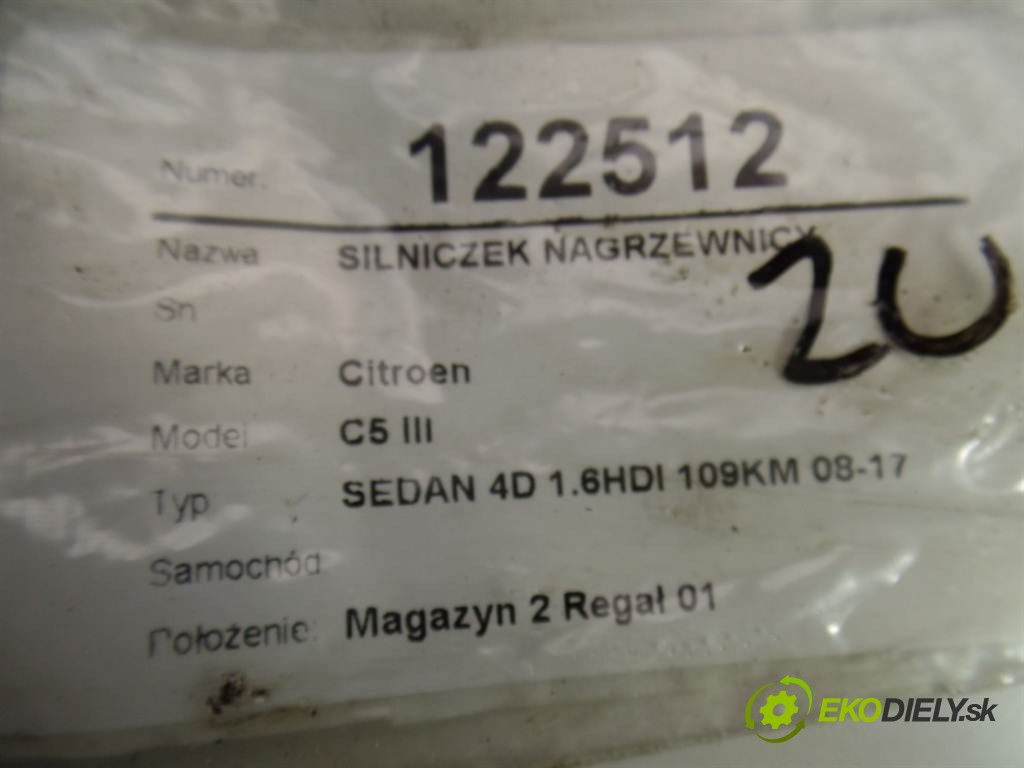 Numer: 122512
Nazwa SILNICZEK NAGRZEWNICY
20
Sn
Marka Citroen
Model C5 III
Typ SEDAN 4D 1.6HDI 109KM 08-17
Samochód
Położenie: Magazyn 2 Regał 01
EKODIELY.sk